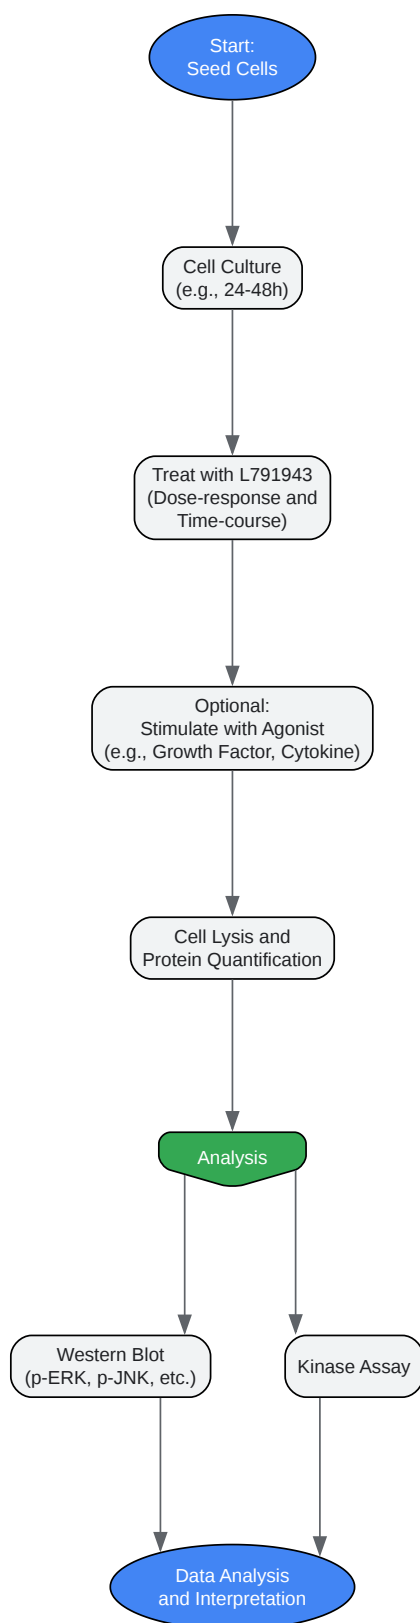 Start:
Seed Cells
Cell Culture
(e.g., 24-48h)
Treat with L791943
(Dose-response and
Time-course)
Optional:
Stimulate with Agonist
(e.g., Growth Factor, Cytokine)
Cell Lysis and
Protein Quantification
Analysis
Western Blot
(p-ERK, p-JNK, etc.)
Kinase Assay
Data Analysis
and Interpretation